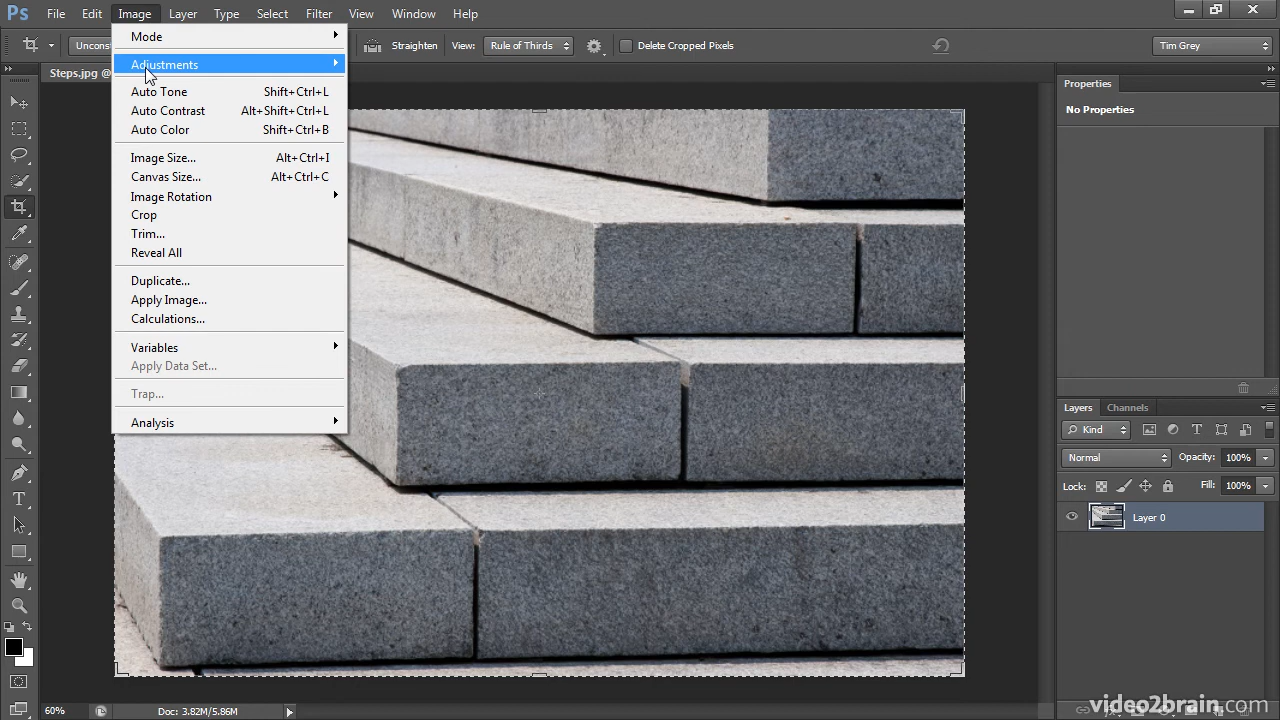 Ps File Edit Image Layer Type Select Filter View Window Help
Straighten View: Rule of Thirds Delete Cropped Pixels Tim Grey
Steps.jpg @
Mode
Adjustments
Auto Tone Shift+Ctrl+L
Auto Contrast Alt+Shift+Ctrl+L
Auto Color Shift+Ctrl+B
Image Size... Alt+Ctrl+I
Canvas Size... Alt+Ctrl+C
Image Rotation
Crop
Trim...
Reveal All
Duplicate...
Apply Image...
Calculations...
Variables
Apply Data Set...
Trap...
Analysis
Properties
No Properties
Layers Channels
Kind
Normal Opacity: 100%
Lock: Fill: 100%
Layer 0
60% Doc: 3.82M/5.86M
video2brain.com